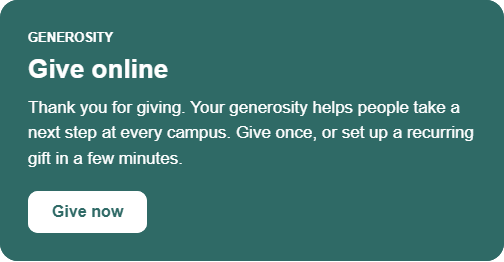 GENEROSITY
Give online
Thank you for giving. Your generosity helps people take a
next step at every campus. Give once, or set up a recurring
gift in a few minutes.
Give now